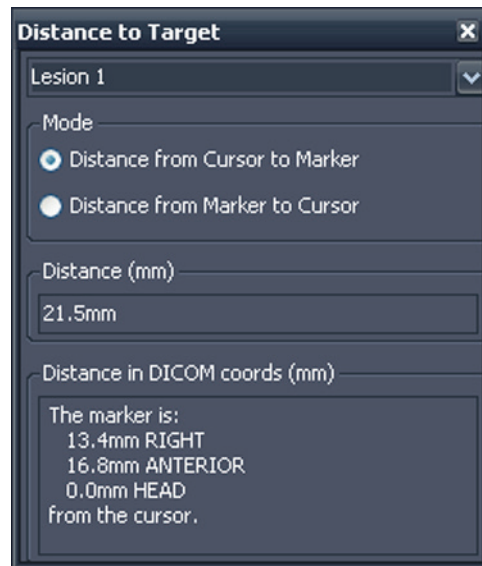 Distance to Target
Lesion 1
Mode
Distance from Cursor to Marker
Distance from Marker to Cursor
Distance (mm)
21.5mm
Distance in DICOM coords (mm)
The marker is:
13.4mm RIGHT
16.8mm ANTERIOR
0.0mm HEAD
from the cursor.